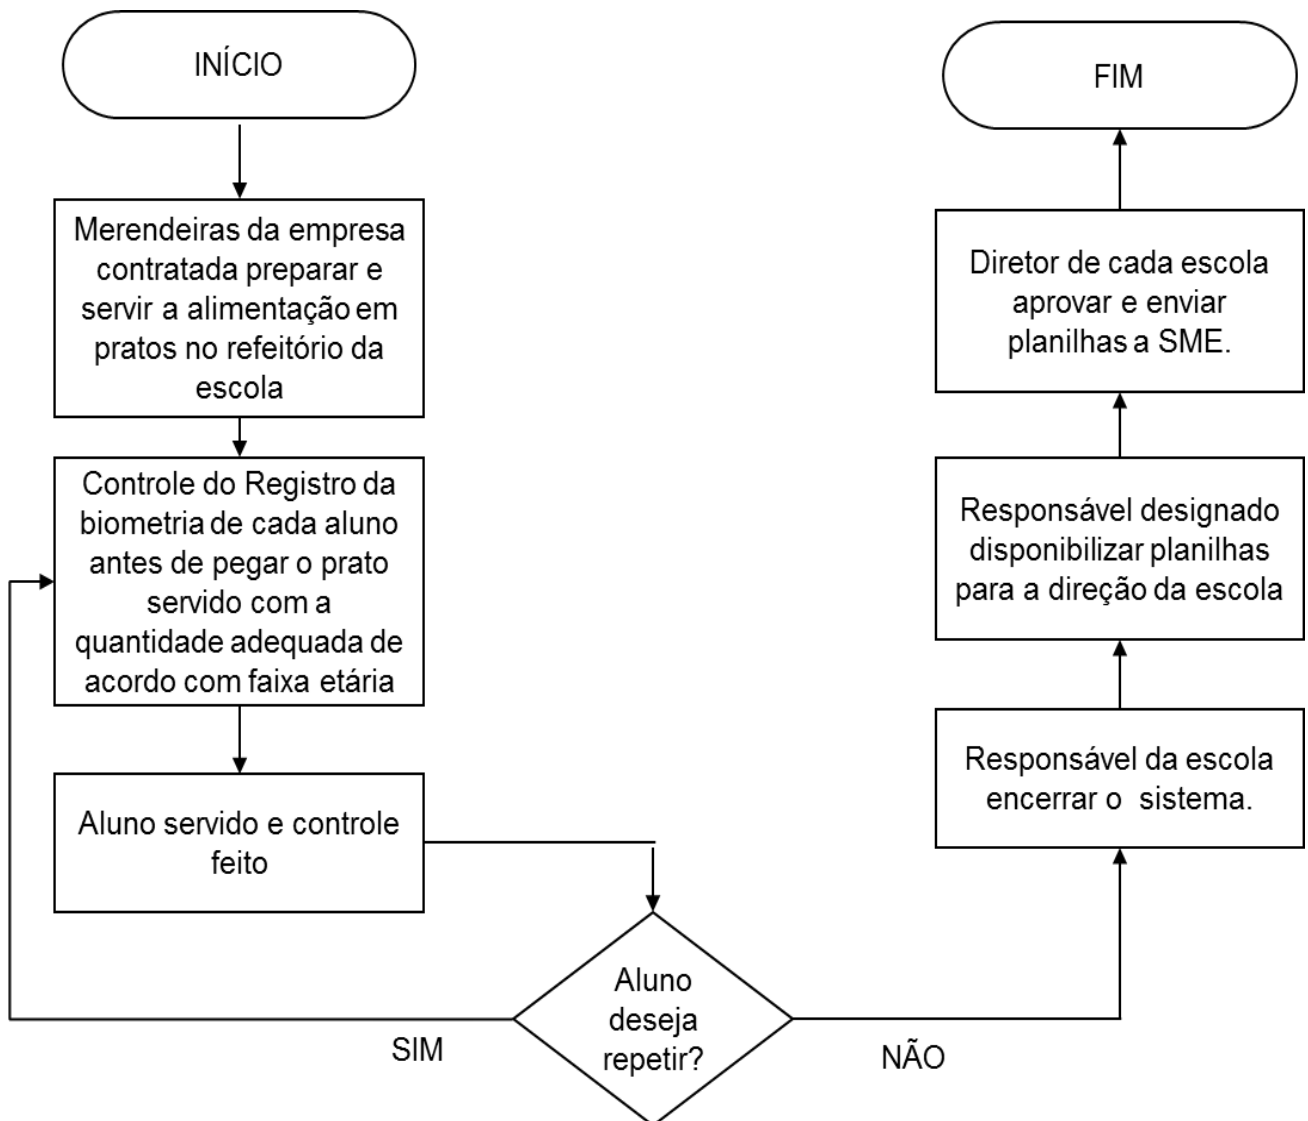 INÍCIO
Merendeiras da empresa
contratada preparar e
servir a alimentação em
pratos no refeitório da
escola
Controle do Registro da
biometria de cada aluno
antes de pegar o prato
servido com a
quantidade adequada de
acordo com faixa etária
Aluno servido e controle
feito
Aluno
deseja
repetir?
SIM
NÃO
Responsável da escola
encerrar o sistema.
Responsável designado
disponibilizar planilhas
para a direção da escola
Diretor de cada escola
aprovar e enviar
planilhas a SME.
FIM